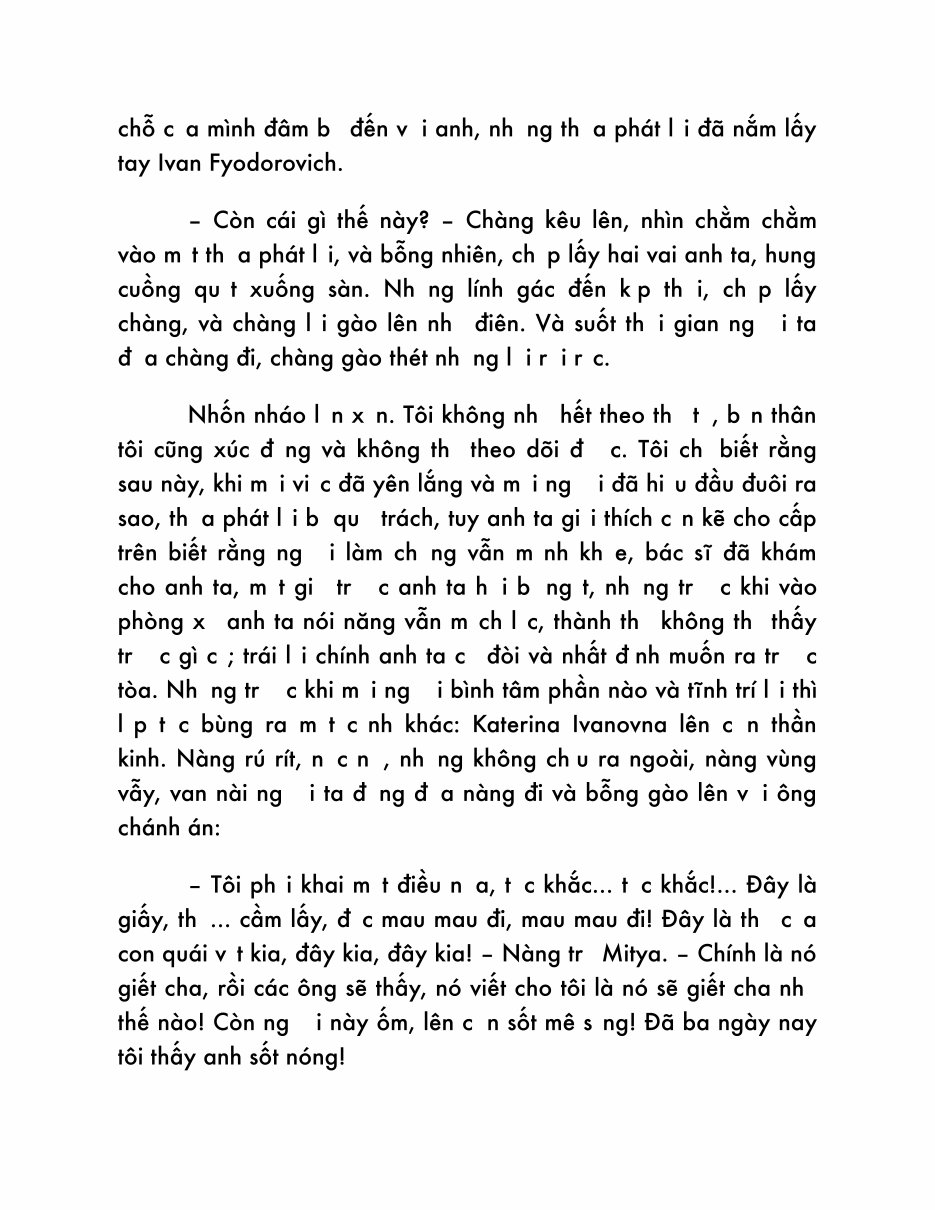 chỗ c a mình đâm b  đến v i anh, nh ng th a phát l i đã nắm lấy
tay Ivan Fyodorovich.
– Còn cái gì thế này? – Chàng kêu lên, nhìn chằm chằm
vào m t th a phát l i, và bỗng nhiên, ch p lấy hai vai anh ta, hung
cuồng qu t xuống sàn. Nh ng lính gác đến k p th i, ch p lấy
chàng, và chàng l i gào lên nh  điên. Và suốt th i gian ng  i ta
đ a chàng đi, chàng gào thét nh ng l i r i r c.
Nhốn nháo l n x n. Tôi không nh  hết theo th  t , b n thân
tôi cũng xúc đ ng và không th  theo dõi đ  c. Tôi ch  biết rằng
sau này, khi m i vi c đã yên lắng và m i ng  i đã hi u đầu đuôi ra
sao, th a phát l i b  qu  trách, tuy anh ta gi i thích c n kẽ cho cấp
trên biết rằng ng  i làm ch ng vẫn m nh kh e, bác sĩ đã khám
cho anh ta, m t gi  tr  c anh ta h i b ng t, nh ng tr  c khi vào
phòng x  anh ta nói năng vẫn m ch l c, thành th  không th  thấy
tr  c gì c ; trái l i chính anh ta c  đòi và nhất đ nh muốn ra tr  c
tòa. Nh ng tr  c khi m i ng  i bình tâm phần nào và tĩnh trí l i thì
l p t c bùng ra m t c nh khác: Katerina Ivanovna lên c n thần
kinh. Nàng rú rít, n c n , nh ng không ch u ra ngoài, nàng vùng
vẫy, van nài ng  i ta đ ng đ a nàng đi và bỗng gào lên v i ông
chánh án:
– Tôi ph i khai m t điều n a, t c khắc... t c khắc!... Đây là
giấy, th ... cầm lấy, đ c mau mau đi, mau mau đi! Đây là th  c a
con quái v t kia, đây kia, đây kia! – Nàng tr  Mitya. – Chính là nó
giết cha, rồi các ông sẽ thấy, nó viết cho tôi là nó sẽ giết cha nh
thế nào! Còn ng  i này ốm, lên c n sốt mê s ng! Đã ba ngày nay
tôi thấy anh sốt nóng!